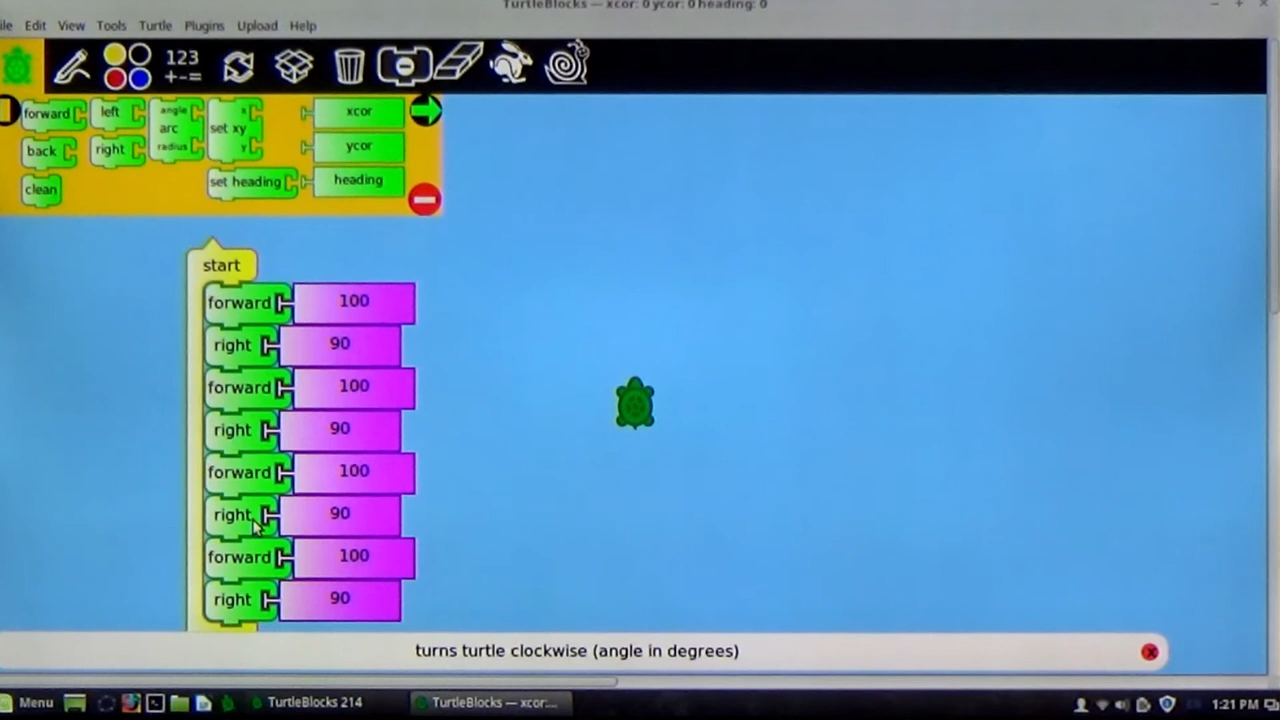 TurtleBlocks — xcor: 0 ycor: 0 heading: 0
ile Edit View Tools Turtle Plugins Upload Help
123
+-=
forward left angle arc radius set xy x y xcor
back right ycor
clean set heading heading
start
forward 100
right 90
forward 100
right 90
forward 100
right 90
forward 100
right 90
turns turtle clockwise (angle in degrees)
Menu TurtleBlocks 214 TurtleBlocks — xcor:... 1:21 PM